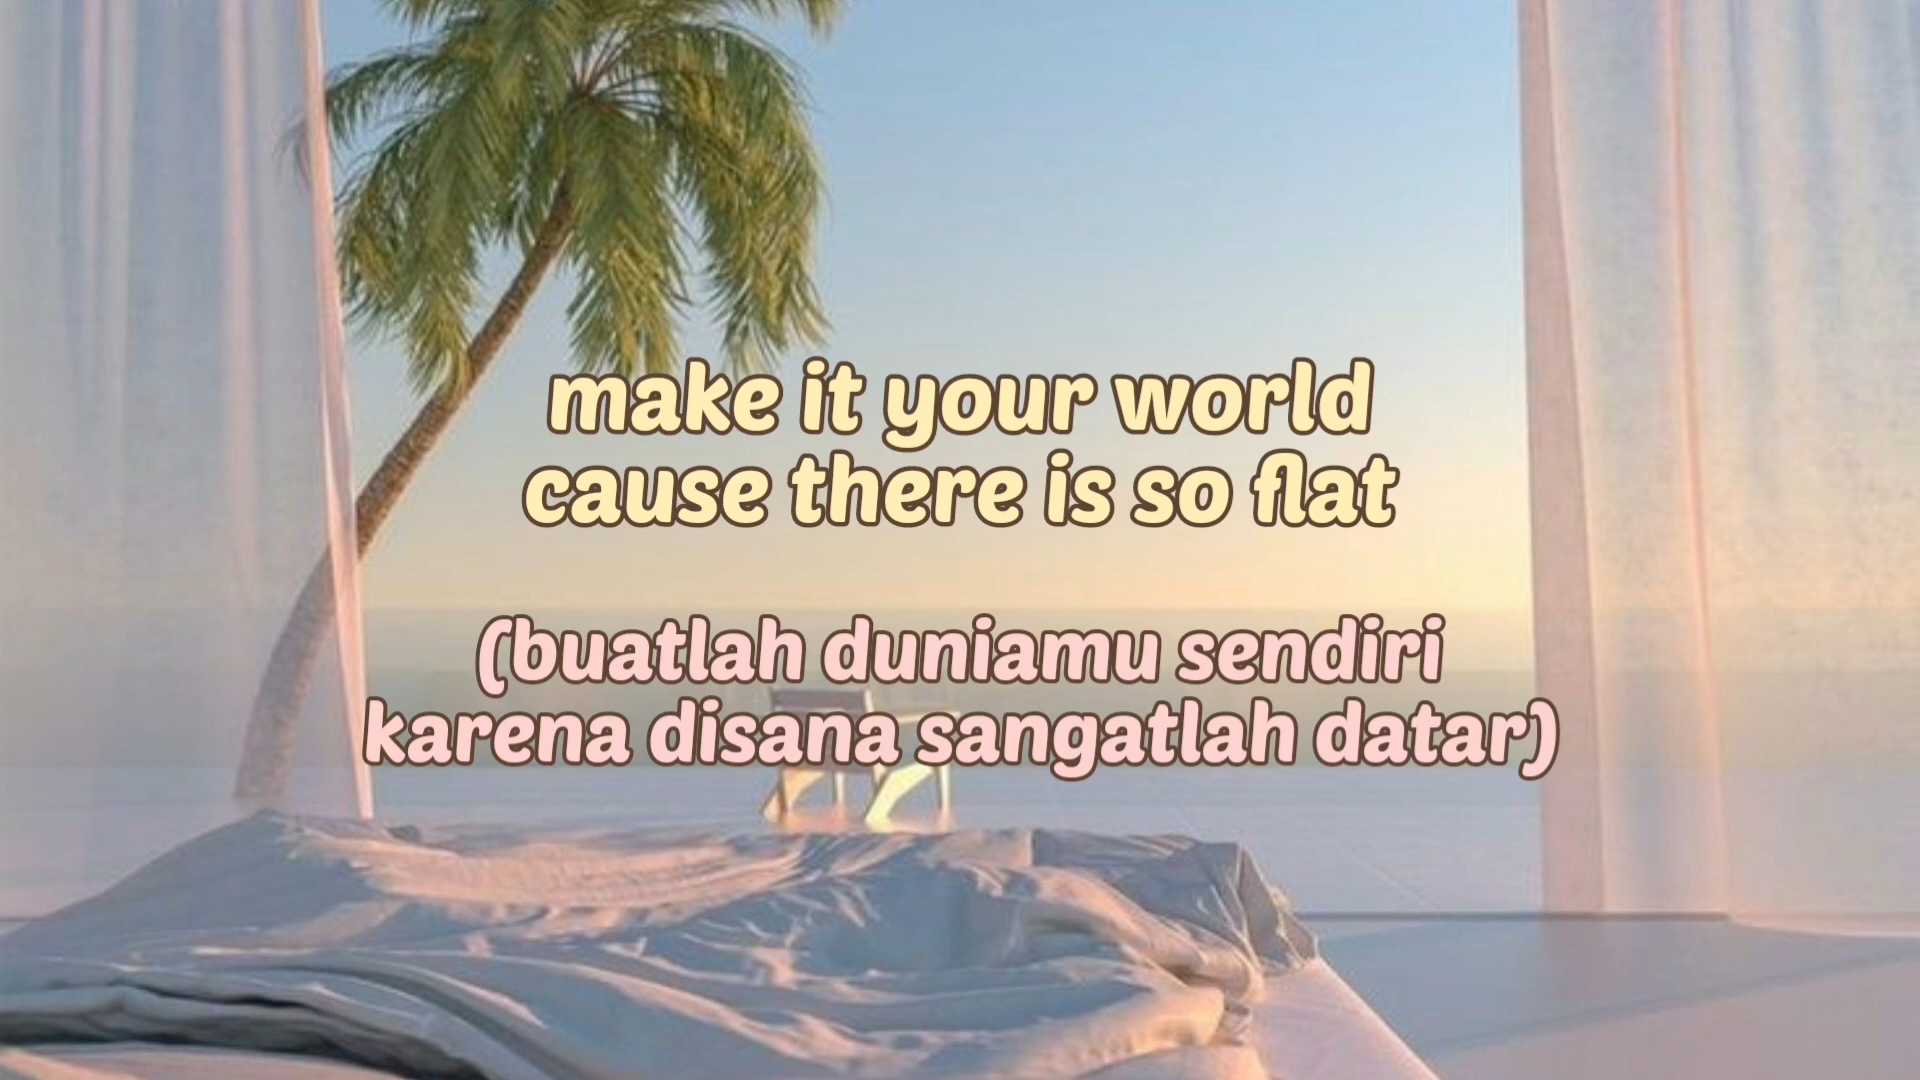 make it your world
cause there is so flat
(buatlah duniamu sendiri
karena disana sangatlah datar)